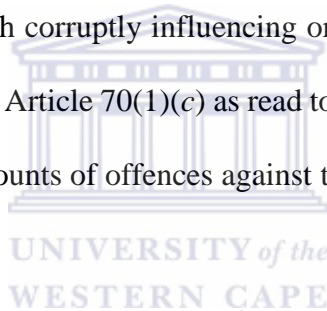 h corruptly influencing or
Article 70(1)(c) as read to
ounts of offences against t
UNIVERSITY of the
WESTERN CAPE